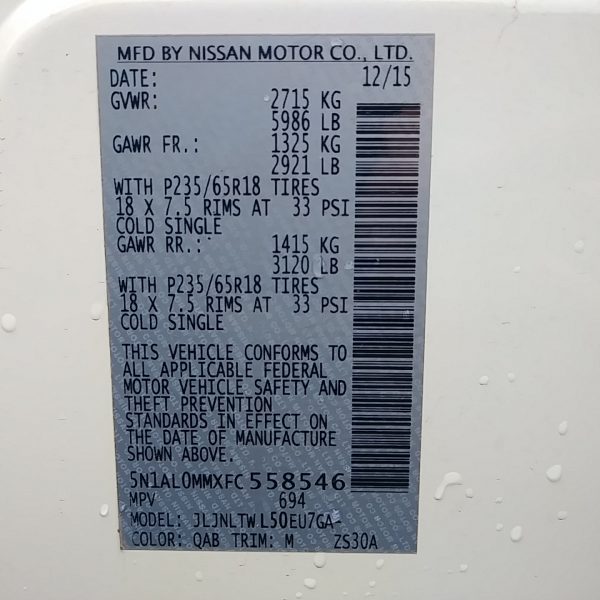 MFD BY NISSAN MOTOR CO., LTD.
DATE: 12/15
GVWR: 2715 KG
5986 LB
GAWR FR.: 1325 KG
2921 LB
WITH P235/65R18 TIRES
18 X 7.5 RIMS AT 33 PSI
COLD SINGLE
GAWR RR.: 1415 KG
3120 LB
WITH P235/65R18 TIRES
18 X 7.5 RIMS AT 33 PSI
COLD SINGLE
THIS VEHICLE CONFORMS TO
ALL APPLICABLE FEDERAL
MOTOR VEHICLE SAFETY AND
THEFT PREVENTION
STANDARDS IN EFFECT ON
THE DATE OF MANUFACTURE
SHOWN ABOVE.
5N1AL0MMXFC558546
MPV 694
MODEL: JLJNLTWL50EU7GA-
COLOR: QAB TRIM: M ZS30A